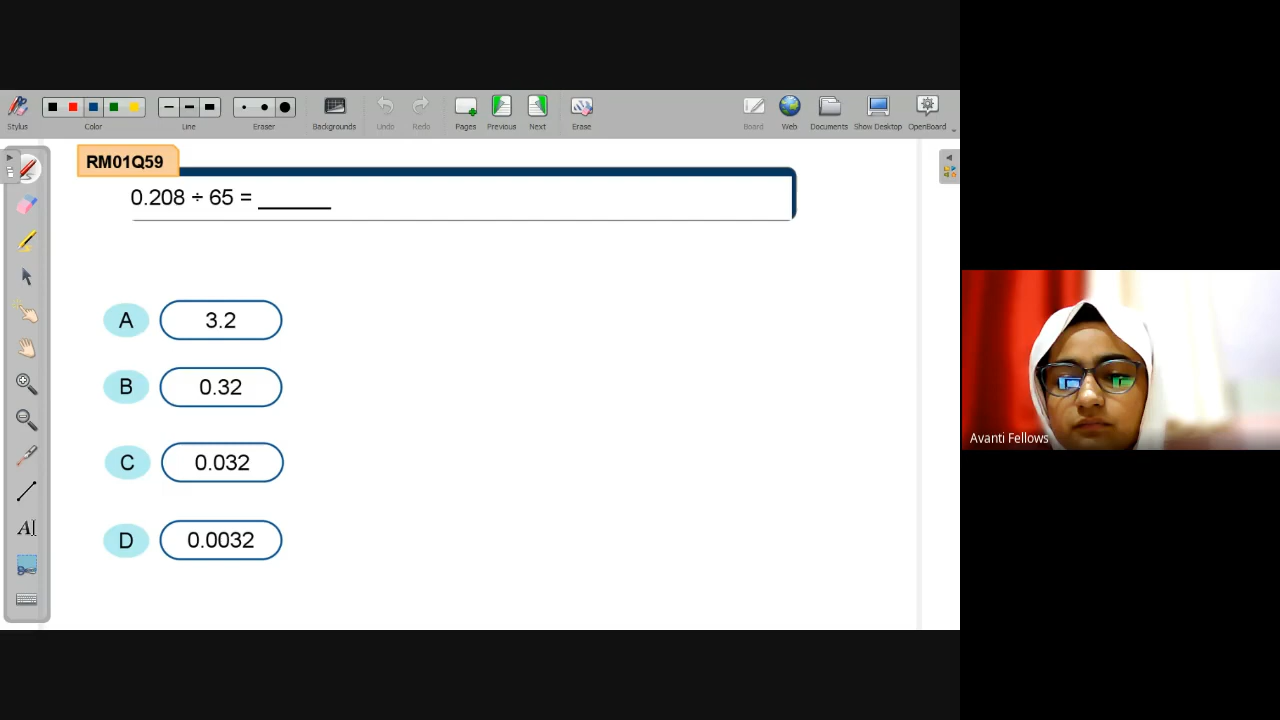 Stylus
Color
Line
Eraser
Backgrounds
Undo
Redo
Pages
Previous
Next
Erase
Board
Web
Documents
Show Desktop
OpenBoard
RM01Q59
0.208 ÷ 65 = ______
A 3.2
B 0.32
C 0.032
D 0.0032
A
Avanti Fellows